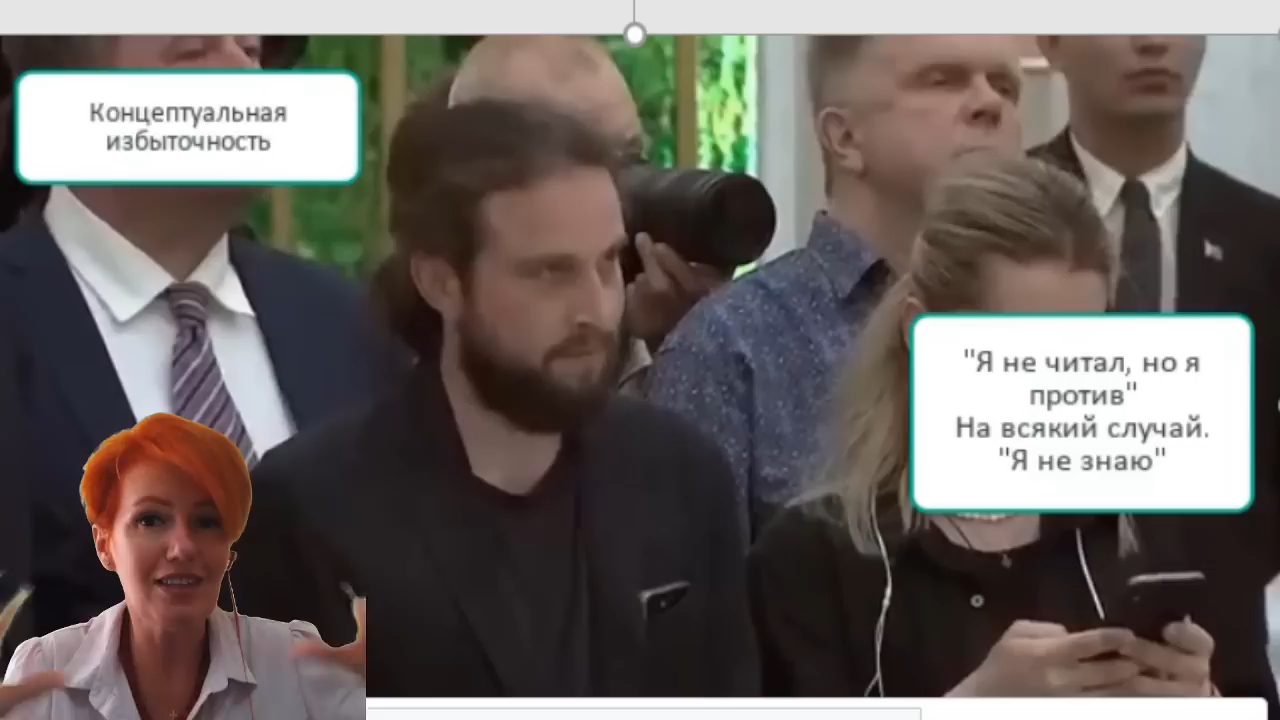 Концептуальная
избыточность
"Я не читал, но я
против"
На всякий случай.
"Я не знаю"